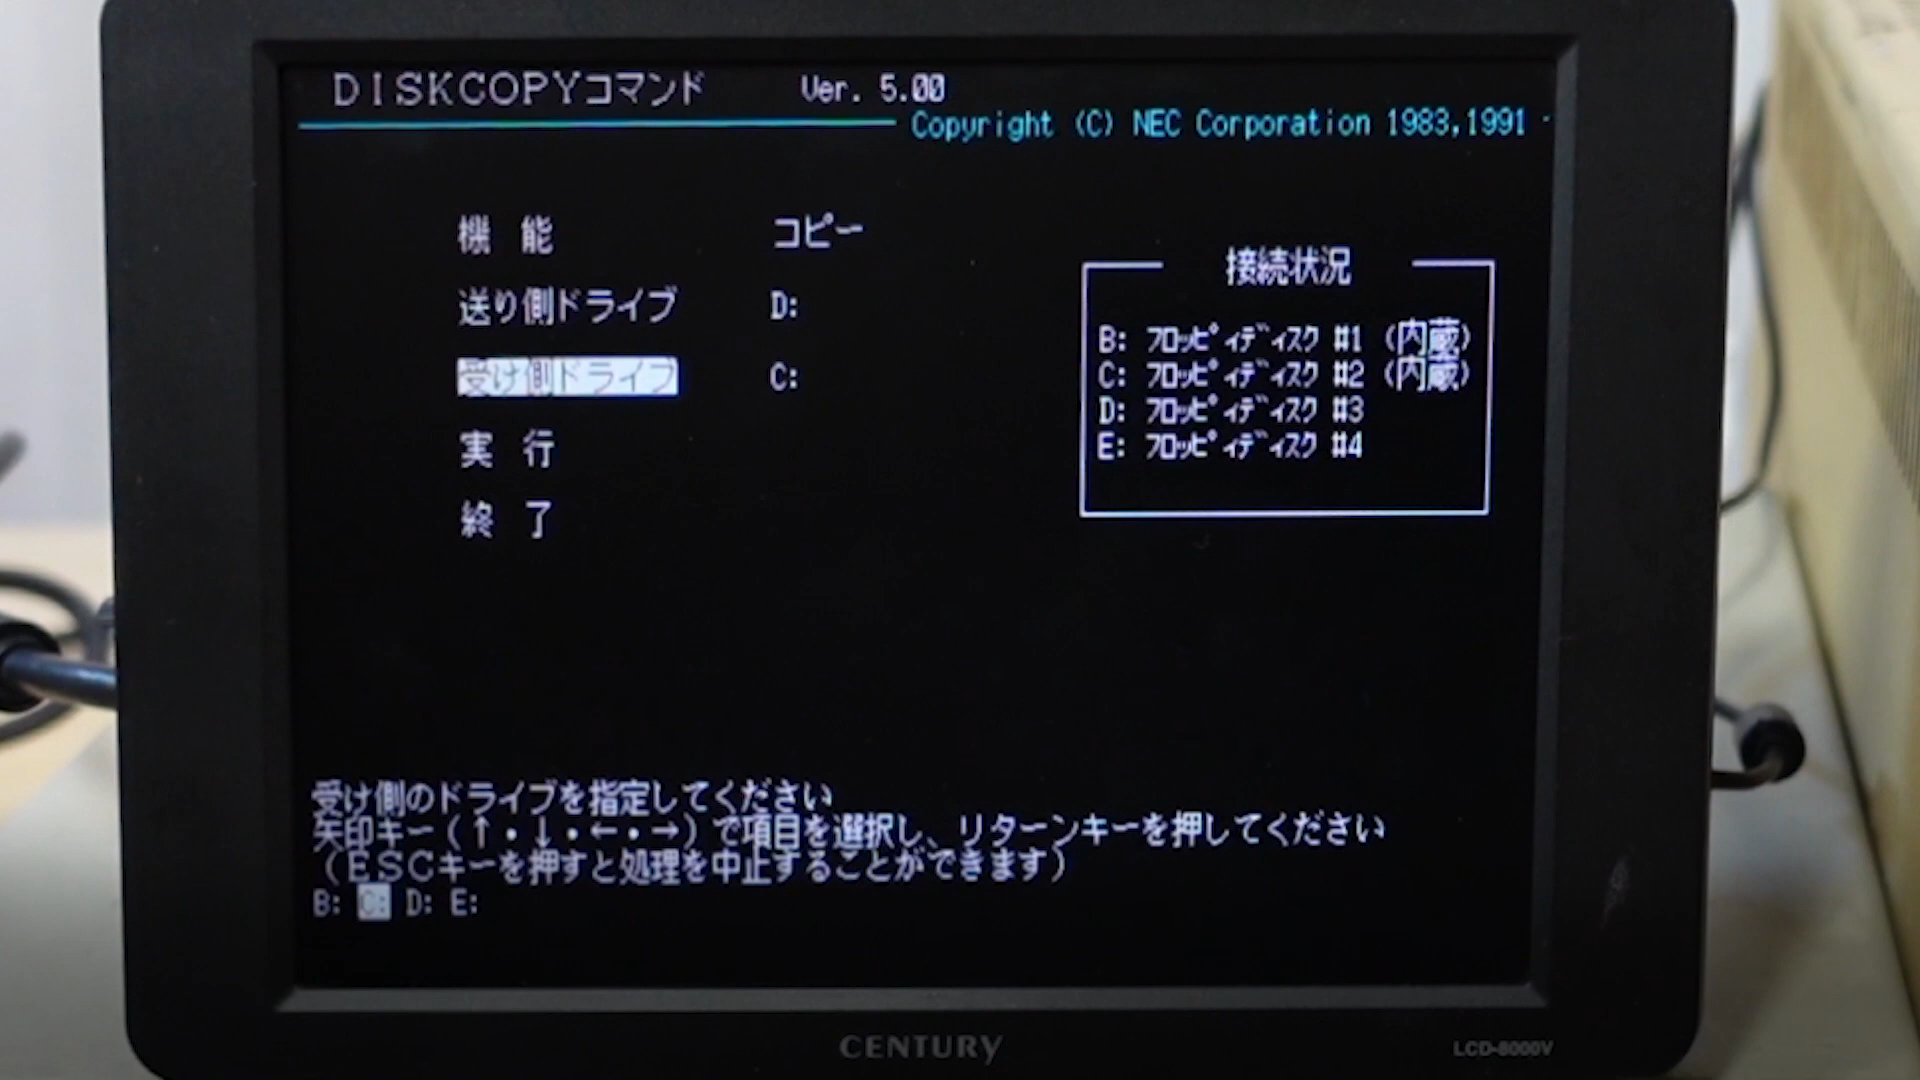 DISKCOPYコマンド Ver. 5.00
Copyright (C) NEC Corporation 1983,1991
機 能 コピー
送り側ドライブ D:
受け側ドライブ C:
実 行
終 了
接続状況
B: フロッピィディスク #1 (内蔵)
C: フロッピィディスク #2 (内蔵)
D: フロッピィディスク #3
E: フロッピィディスク #4
受け側のドライブを指定してください
矢印キー(↑・↓・←・→)で項目を選択し、リターンキーを押してください
(ESCキーを押すと処理を中止することができます)
B: C: D: E:
CENTURY
LCD-8000V